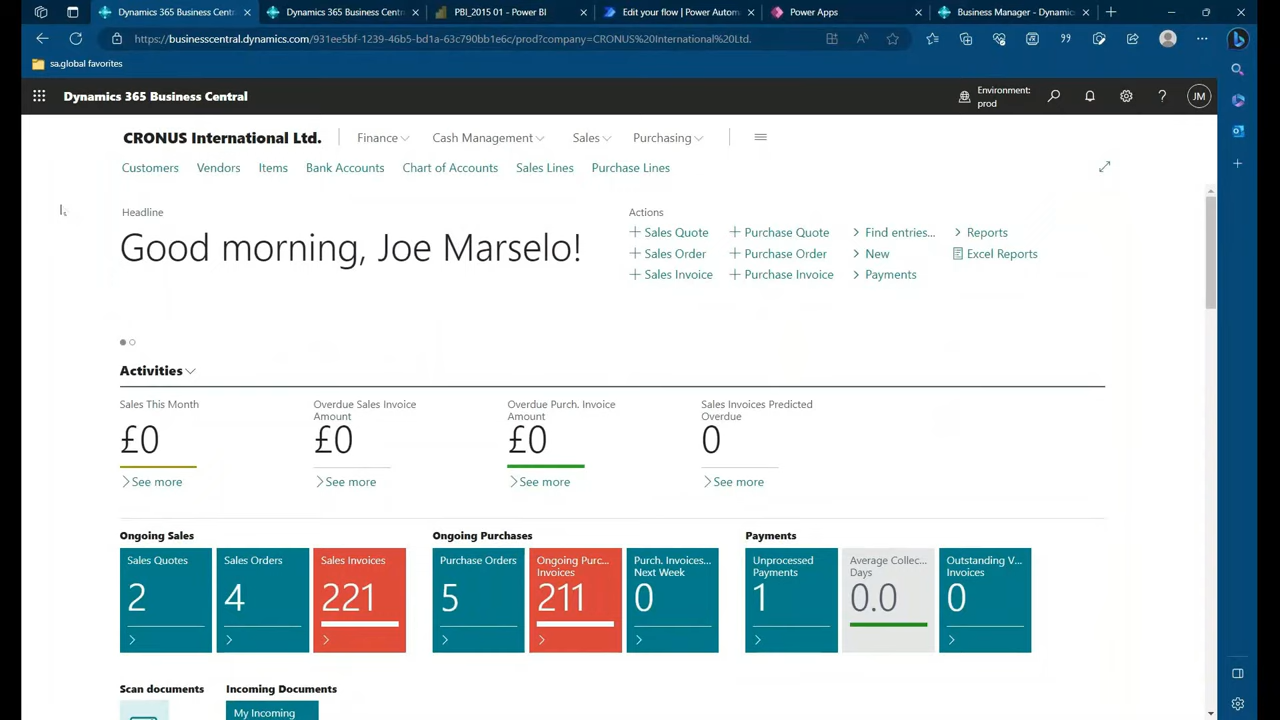 Dynamics 365 Business Cent
Dynamics 365 Business Centr
PBI_2015 01 - Power BI
Edit your flow | Power Autom
Power Apps
Business Manager - Dynamic
https://businesscentral.dynamics.com/931ee5bf-1239-46b5-bd1a-63c790bb1e6c/prod?company=CRONUS%20International%20Ltd.
sa.global favorites
Dynamics 365 Business Central
Environment:
prod
JM
CRONUS International Ltd.
Finance
Cash Management
Sales
Purchasing
Customers
Vendors
Items
Bank Accounts
Chart of Accounts
Sales Lines
Purchase Lines
Headline
Good morning, Joe Marselo!
Actions
Sales Quote
Purchase Quote
Find entries...
Reports
Sales Order
Purchase Order
New
Excel Reports
Sales Invoice
Purchase Invoice
Payments
Activities
Sales This Month
£0
See more
Overdue Sales Invoice
Amount
£0
See more
Overdue Purch. Invoice
Amount
£0
See more
Sales Invoices Predicted
Overdue
0
See more
Ongoing Sales
Sales Quotes
2
Sales Orders
4
Sales Invoices
221
Ongoing Purchases
Purchase Orders
5
Ongoing Purc...
Invoices
211
Purch. Invoices...
Next Week
0
Payments
Unprocessed
Payments
1
Average Collec...
Days
0.0
Outstanding V...
Invoices
0
Scan documents
Incoming Documents
My Incoming